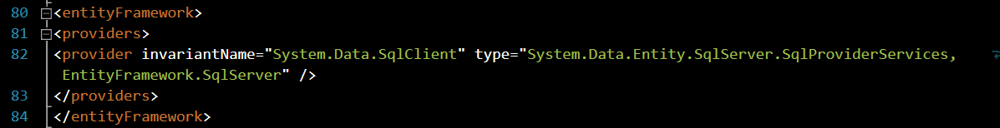 80 <entityFramework>
81 <providers>
82 <provider invariantName="System.Data.SqlClient" type="System.Data.Entity.SqlServer.SqlProviderServices,
EntityFramework.SqlServer" />
83 </providers>
84 </entityFramework>